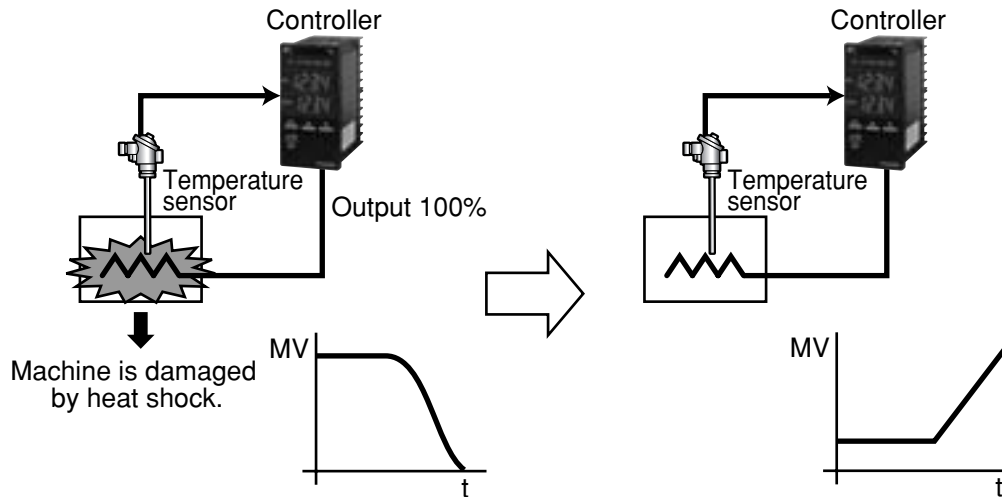 Controller
Temperature
sensor
Output 100%
Machine is damaged
by heat shock.
MV
t
Controller
Temperature
sensor
MV
t